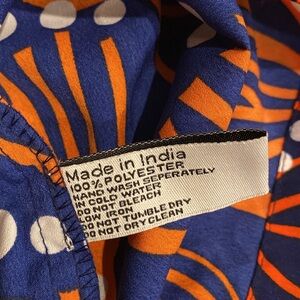 Made in India
100% POLYESTER
HAND WASH SEPERATELY
IN COLD WATER
DO NOT BLEACH
LOW IRON
DO NOT TUMBLE DRY
DO NOT DRY CLEAN